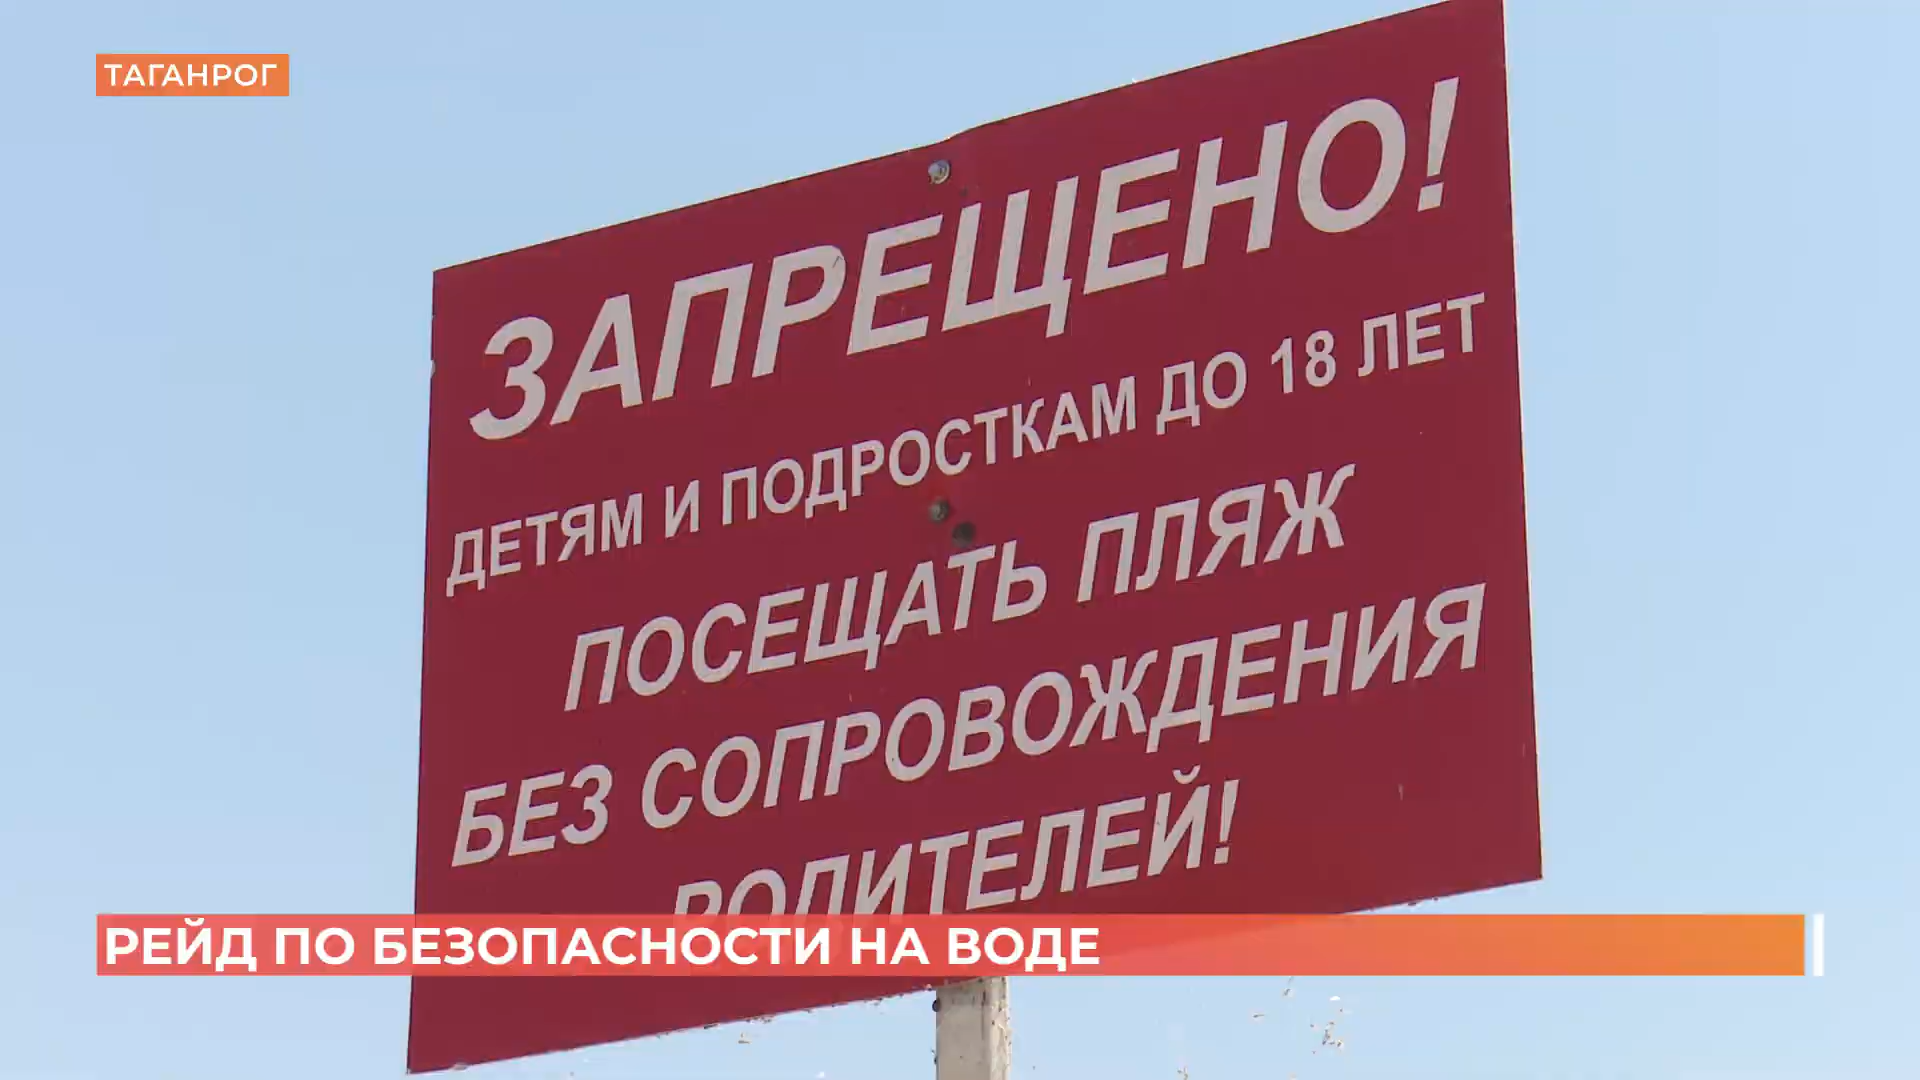 ТАГАНРОГ
ЗАПРЕЩЕНО!
ДЕТЯМ И ПОДРОСТКАМ ДО 18 ЛЕТ
ПОСЕЩАТЬ ПЛЯЖ
БЕЗ СОПРОВОЖДЕНИЯ
РОДИТЕЛЕЙ!
РЕЙД ПО БЕЗОПАСНОСТИ НА ВОДЕ